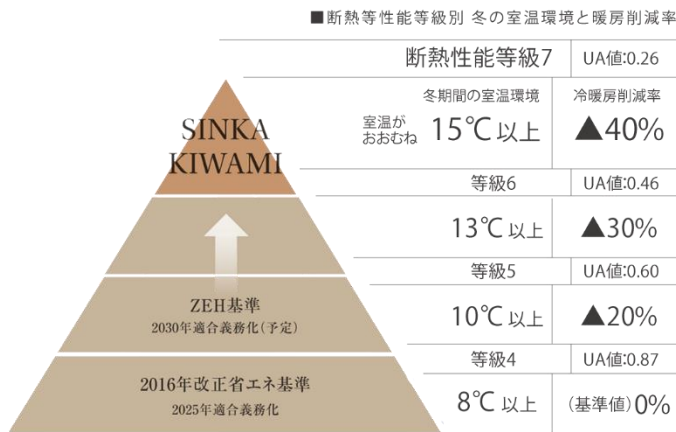 ■断熱等性能等級別 冬の室温環境と暖房削減率
断熱性能等級7 UA値:0.26
冬期間の室温環境 冷暖房削減率
室温が
おおむね 15℃以上 ▲40%
SINKA
KIWAMI
等級6 UA値:0.46
13℃以上 ▲30%
等級5 UA値:0.60
ZEH基準
2030年適合義務化(予定)
10℃以上 ▲20%
等級4 UA値:0.87
2016年改正省エネ基準
2025年適合義務化
8℃以上 (基準値)0%